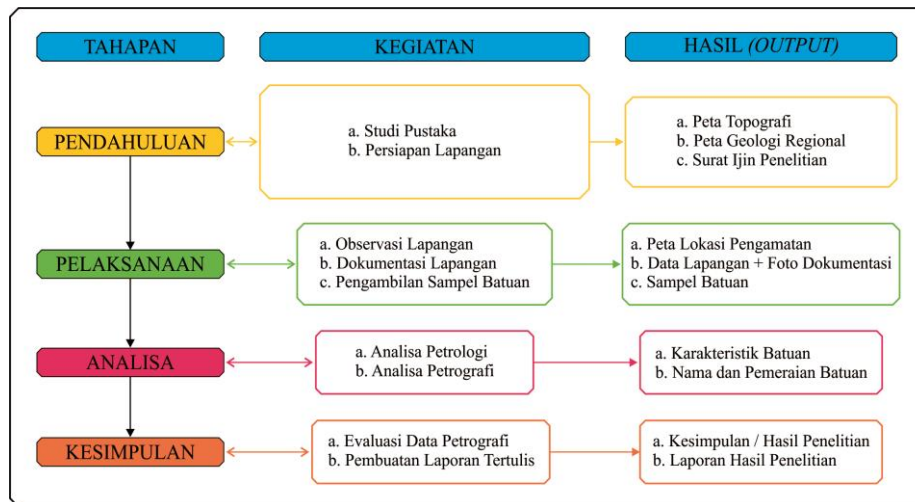 TAHAPAN
KEGIATAN
HASIL (OUTPUT)
PENDAHULUAN
a. Studi Pustaka
b. Persiapan Lapangan
a. Peta Topografi
b. Peta Geologi Regional
c. Surat Ijin Penelitian
PELAKSANAAN
a. Observasi Lapangan
b. Dokumentasi Lapangan
c. Pengambilan Sampel Batuan
a. Peta Lokasi Pengamatan
b. Data Lapangan + Foto Dokumentasi
c. Sampel Batuan
ANALISA
a. Analisa Petrologi
b. Analisa Petrografi
a. Karakteristik Batuan
b. Nama dan Pemeraian Batuan
KESIMPULAN
a. Evaluasi Data Petrografi
b. Pembuatan Laporan Tertulis
a. Kesimpulan / Hasil Penelitian
b. Laporan Hasil Penelitian